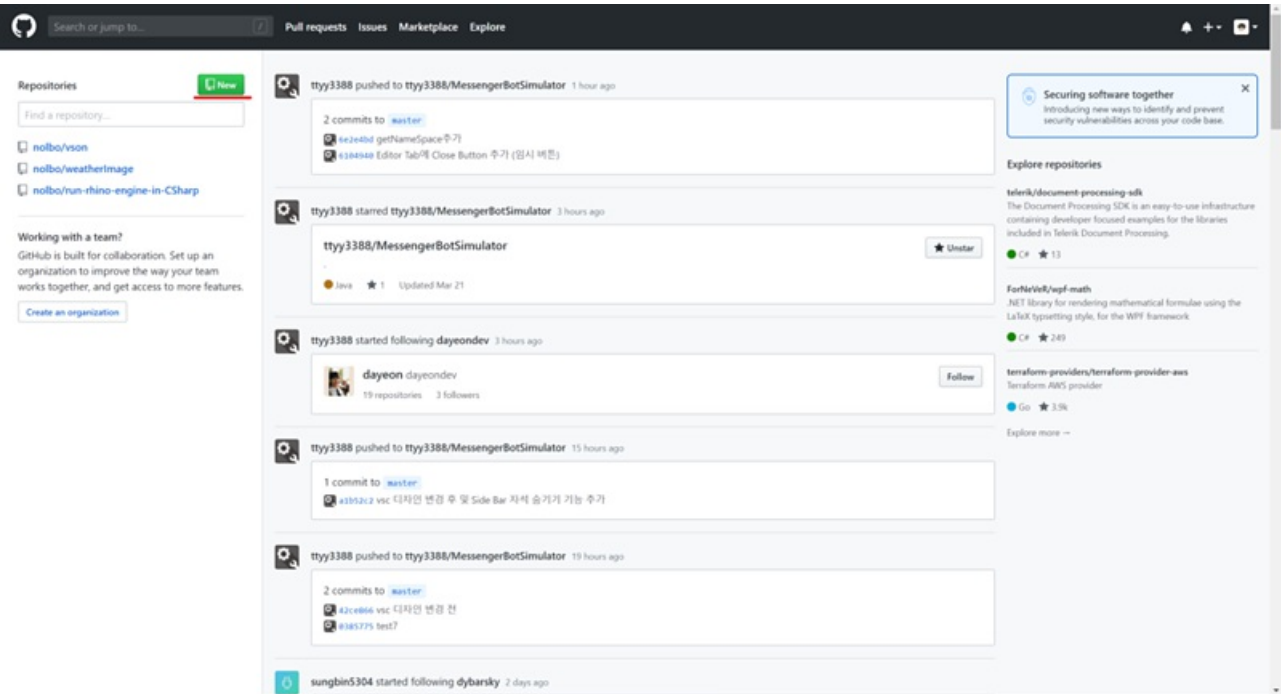 Search or jump to...
/
Pull requests Issues Marketplace Explore
Repositories
New
Find a repository...
nolbo/vson
nolbo/weatherImage
nolbo/run-rhino-engine-in-CSharp
Working with a team?
GitHub is built for collaboration. Set up an
organization to improve the way your team
works together, and get access to more features.
Create an organization
ttyy3388 pushed to ttyy3388/MessengerBotSimulator 1 hour ago
2 commits to master
6e2e4bd getNameSpace추가
6104940 Editor Tab에 Close Button 추가 (임시 버튼)
ttyy3388 starred ttyy3388/MessengerBotSimulator 3 hours ago
ttyy3388/MessengerBotSimulator
Unstar
.
Java 1 Updated Mar 21
ttyy3388 started following dayeondev 3 hours ago
dayeon dayeondev
Follow
19 repositories 3 followers
ttyy3388 pushed to ttyy3388/MessengerBotSimulator 15 hours ago
1 commit to master
a1b52c2 vsc 디자인 변경 후 및 Side Bar 자석 숨기기 기능 추가
ttyy3388 pushed to ttyy3388/MessengerBotSimulator 19 hours ago
2 commits to master
42ce066 vsc 디자인 변경 전
0385775 test?
sungbin5304 started following dybarsky 2 days ago
Securing software together
Introducing new ways to identify and prevent
security vulnerabilities across your code base.
Explore repositories
telerik/document-processing-sdk
The Document Processing SDK is an easy-to-use infrastructure
containing developer focused examples for the libraries
included in Telerik Document Processing.
C# 13
ForNeVeR/wpf-math
.NET library for rendering mathematical formulae using the
LaTeX typsetting style, for the WPF framework
C# 249
terraform-providers/terraform-provider-aws
Terraform AWS provider
Go 3.9k
Explore more →